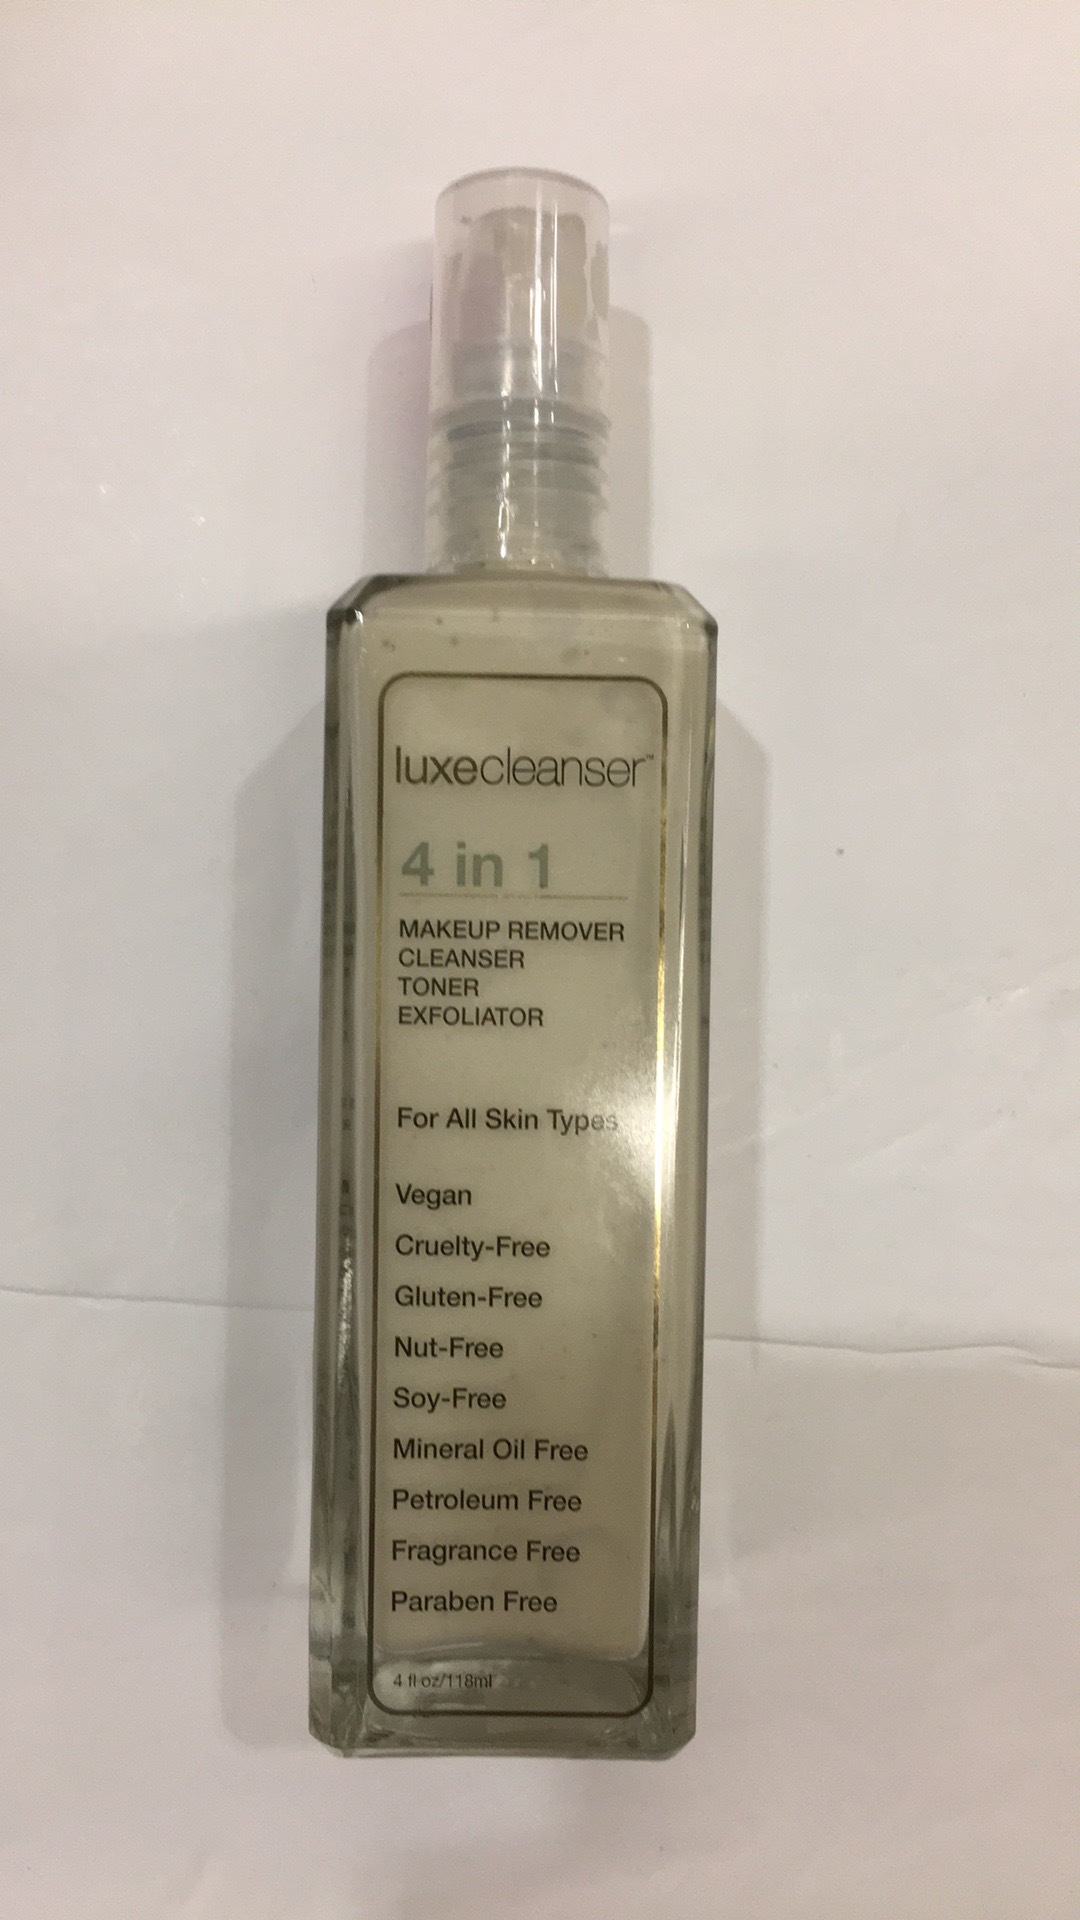 luxecleanser™
4 in 1
MAKEUP REMOVER
CLEANSER
TONER
EXFOLIATOR
For All Skin Types
Vegan
Cruelty-Free
Gluten-Free
Nut-Free
Soy-Free
Mineral Oil Free
Petroleum Free
Fragrance Free
Paraben Free
4 fl oz/118ml